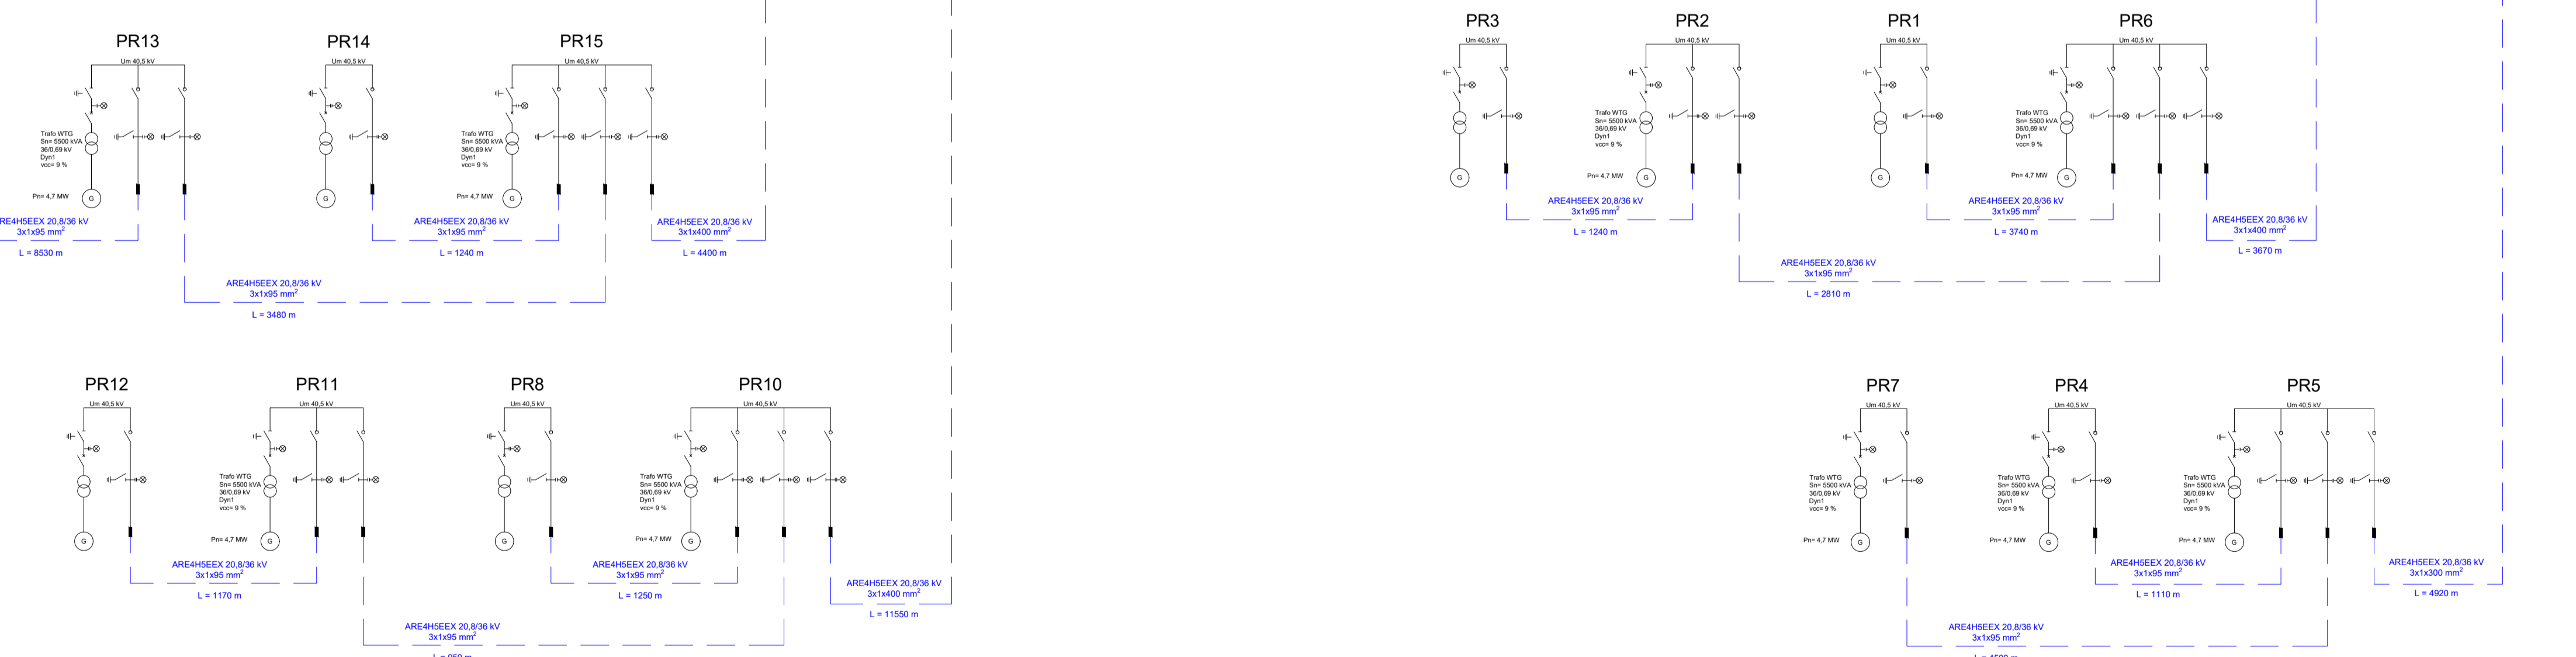 PR13
Um 40,5 kV
Trafo WTG
Sn= 5500 kVA
36/0,69 kV
Dyn1
vcc= 9 %
Pn= 4,7 MW
G
RE4H5EEX 20,8/36 kV
3x1x95 mm²
L = 8530 m
PR14
Um 40,5 kV
G
ARE4H5EEX 20,8/36 kV
3x1x95 mm²
L = 1240 m
PR15
Um 40,5 kV
Trafo WTG
Sn= 5500 kVA
36/0,69 kV
Dyn1
vcc= 9 %
Pn= 4,7 MW
G
ARE4H5EEX 20,8/36 kV
3x1x400 mm²
L = 4400 m
ARE4H5EEX 20,8/36 kV
3x1x95 mm²
L = 3480 m
PR3
Um 40,5 kV
G
ARE4H5EEX 20,8/36 kV
3x1x95 mm²
L = 1240 m
PR2
Um 40,5 kV
Trafo WTG
Sn= 5500 kVA
36/0,69 kV
Dyn1
vcc= 9 %
Pn= 4,7 MW
G
ARE4H5EEX 20,8/36 kV
3x1x95 mm²
L = 2810 m
PR1
Um 40,5 kV
G
ARE4H5EEX 20,8/36 kV
3x1x95 mm²
L = 3740 m
PR6
Um 40,5 kV
Trafo WTG
Sn= 5500 kVA
36/0,69 kV
Dyn1
vcc= 9 %
Pn= 4,7 MW
G
ARE4H5EEX 20,8/36 kV
3x1x400 mm²
L = 3670 m
PR12
Um 40,5 kV
G
ARE4H5EEX 20,8/36 kV
3x1x95 mm²
L = 1170 m
PR11
Um 40,5 kV
Trafo WTG
Sn= 5500 kVA
36/0,69 kV
Dyn1
vcc= 9 %
Pn= 4,7 MW
G
ARE4H5EEX 20,8/36 kV
3x1x95 mm²
PR8
Um 40,5 kV
G
ARE4H5EEX 20,8/36 kV
3x1x95 mm²
L = 1250 m
PR10
Um 40,5 kV
Trafo WTG
Sn= 5500 kVA
36/0,69 kV
Dyn1
vcc= 9 %
Pn= 4,7 MW
G
ARE4H5EEX 20,8/36 kV
3x1x400 mm²
L = 11550 m
PR7
Um 40,5 kV
Trafo WTG
Sn= 5500 kVA
36/0,69 kV
Dyn1
vcc= 9 %
Pn= 4,7 MW
G
ARE4H5EEX 20,8/36 kV
3x1x95 mm²
PR4
Um 40,5 kV
Trafo WTG
Sn= 5500 kVA
36/0,69 kV
Dyn1
vcc= 9 %
Pn= 4,7 MW
G
ARE4H5EEX 20,8/36 kV
3x1x95 mm²
L = 1110 m
PR5
Um 40,5 kV
Trafo WTG
Sn= 5500 kVA
36/0,69 kV
Dyn1
vcc= 9 %
Pn= 4,7 MW
G
ARE4H5EEX 20,8/36 kV
3x1x300 mm²
L = 4920 m